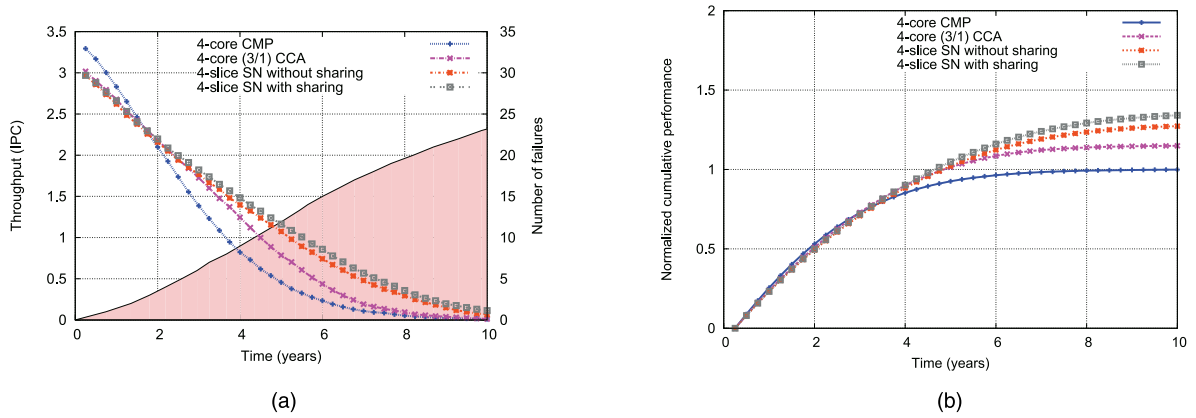 3.5
3
2.5
2
1.5
1
0.5
0
Throughput (IPC)
4-core CMP
4-core (3/1) CCA
4-slice SN without sharing
4-slice SN with sharing
35
30
25
20
15
10
5
0
Number of failures
0 2 4 6 8 10
Time (years)
(a)
2
1.5
1
0.5
0
Normalized cumulative performance
4-core CMP
4-core (3/1) CCA
4-slice SN without sharing
4-slice SN with sharing
0 2 4 6 8 10
Time (years)
(b)